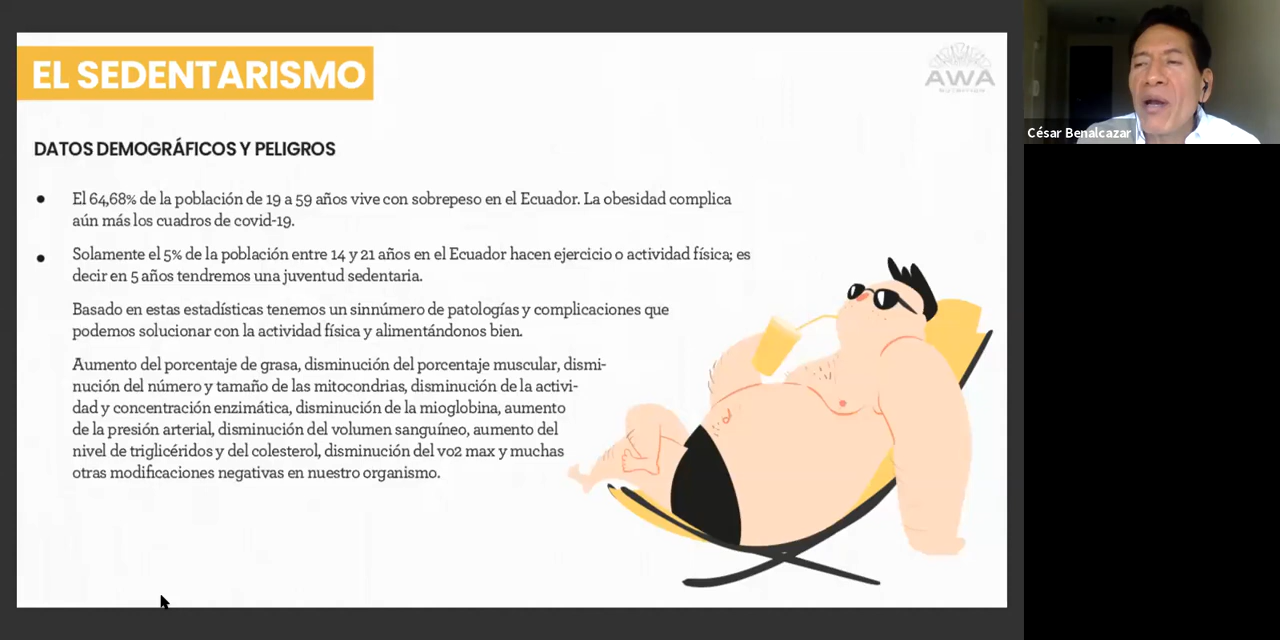 EL SEDENTARISMO
AWA
Nutrition
DATOS DEMOGRÁFICOS Y PELIGROS
● El 64,68% de la población de 19 a 59 años vive con sobrepeso en el Ecuador. La obesidad complica
aún más los cuadros de covid-19.
● Solamente el 5% de la población entre 14 y 21 años en el Ecuador hacen ejercicio o actividad física; es
decir en 5 años tendremos una juventud sedentaria.
Basado en estas estadísticas tenemos un sinnúmero de patologías y complicaciones que
podemos solucionar con la actividad física y alimentándonos bien.
Aumento del porcentaje de grasa, disminución del porcentaje muscular, dismi-
nución del número y tamaño de las mitocondrias, disminución de la activi-
dad y concentración enzimática, disminución de la mioglobina, aumento
de la presión arterial, disminución del volumen sanguíneo, aumento del
nivel de triglicéridos y del colesterol, disminución del vo2 max y muchas
otras modificaciones negativas en nuestro organismo.
César Benalcazar